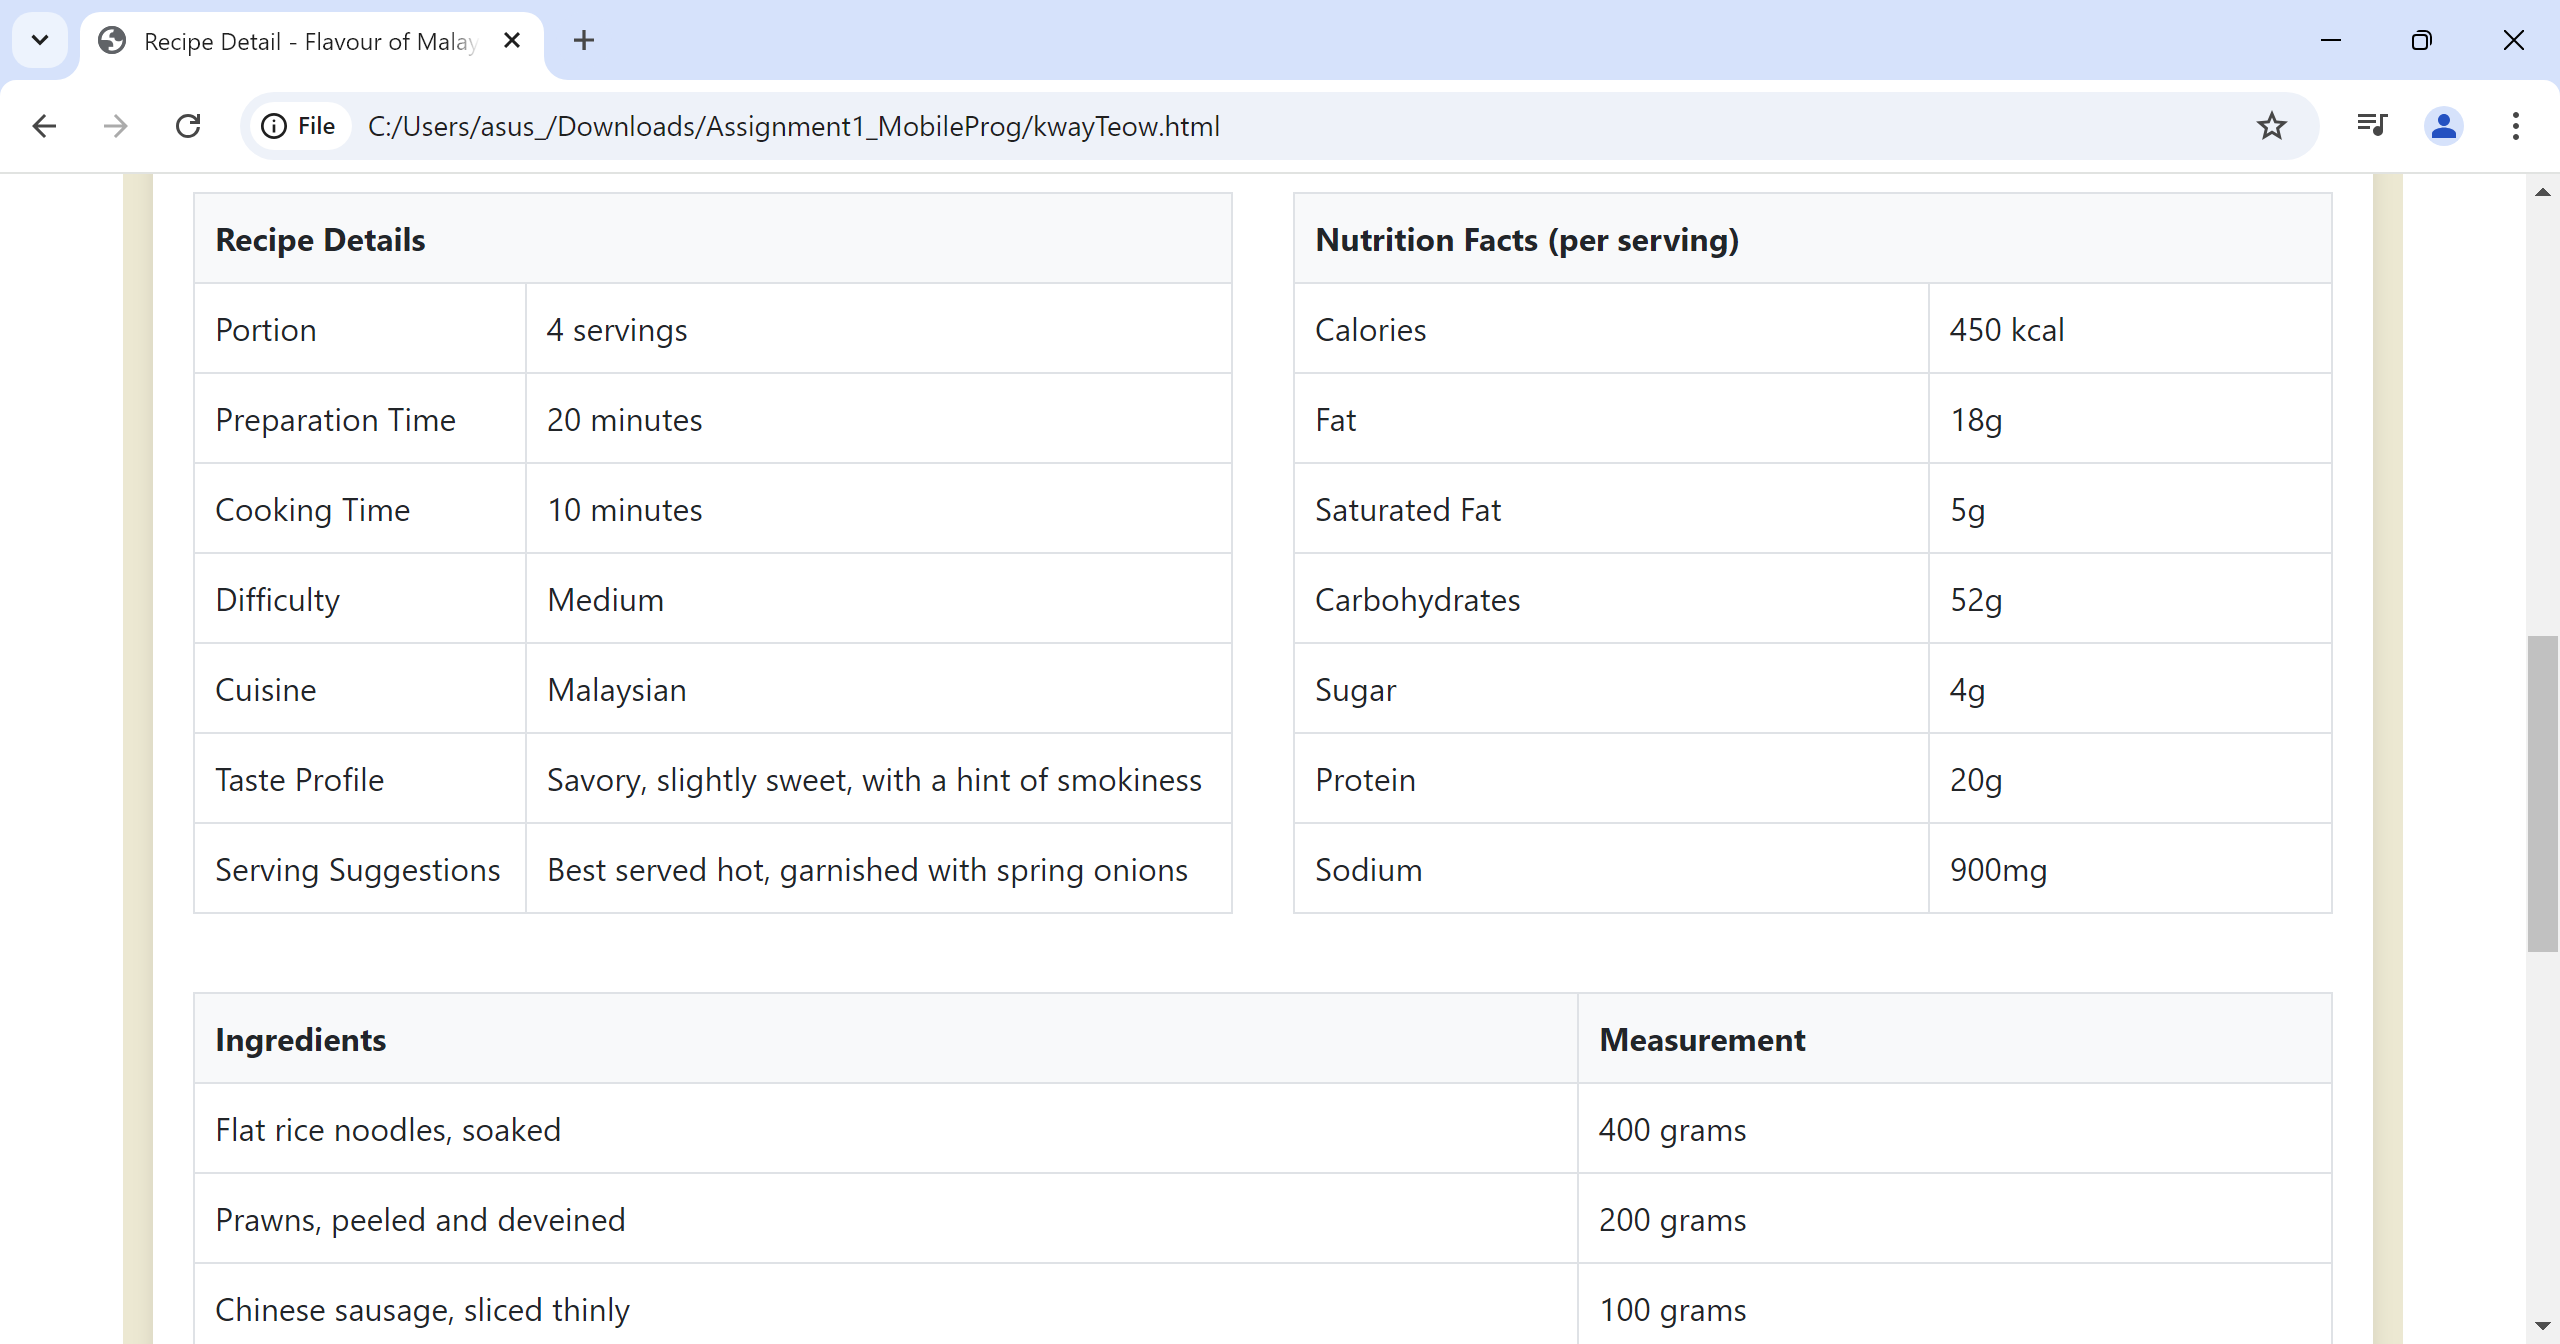 Recipe Detail - Flavour of Malay
File C:/Users/asus_/Downloads/Assignment1_MobileProg/kwayTeow.html
Recipe Details
Portion 4 servings
Preparation Time 20 minutes
Cooking Time 10 minutes
Difficulty Medium
Cuisine Malaysian
Taste Profile Savory, slightly sweet, with a hint of smokiness
Serving Suggestions Best served hot, garnished with spring onions
Nutrition Facts (per serving)
Calories 450 kcal
Fat 18g
Saturated Fat 5g
Carbohydrates 52g
Sugar 4g
Protein 20g
Sodium 900mg
Ingredients Measurement
Flat rice noodles, soaked 400 grams
Prawns, peeled and deveined 200 grams
Chinese sausage, sliced thinly 100 grams